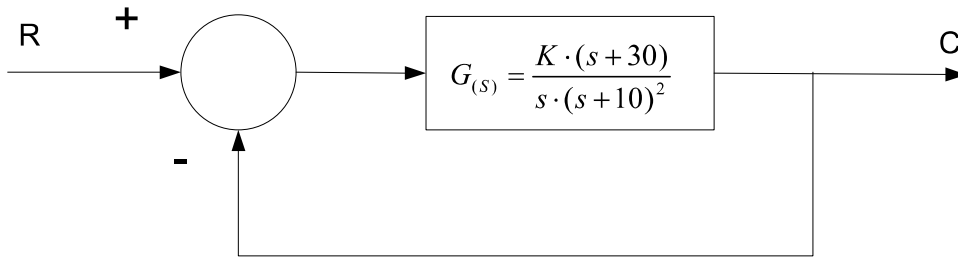 R
+
-
G(S) = K · (s + 30) / s · (s + 10)²
C